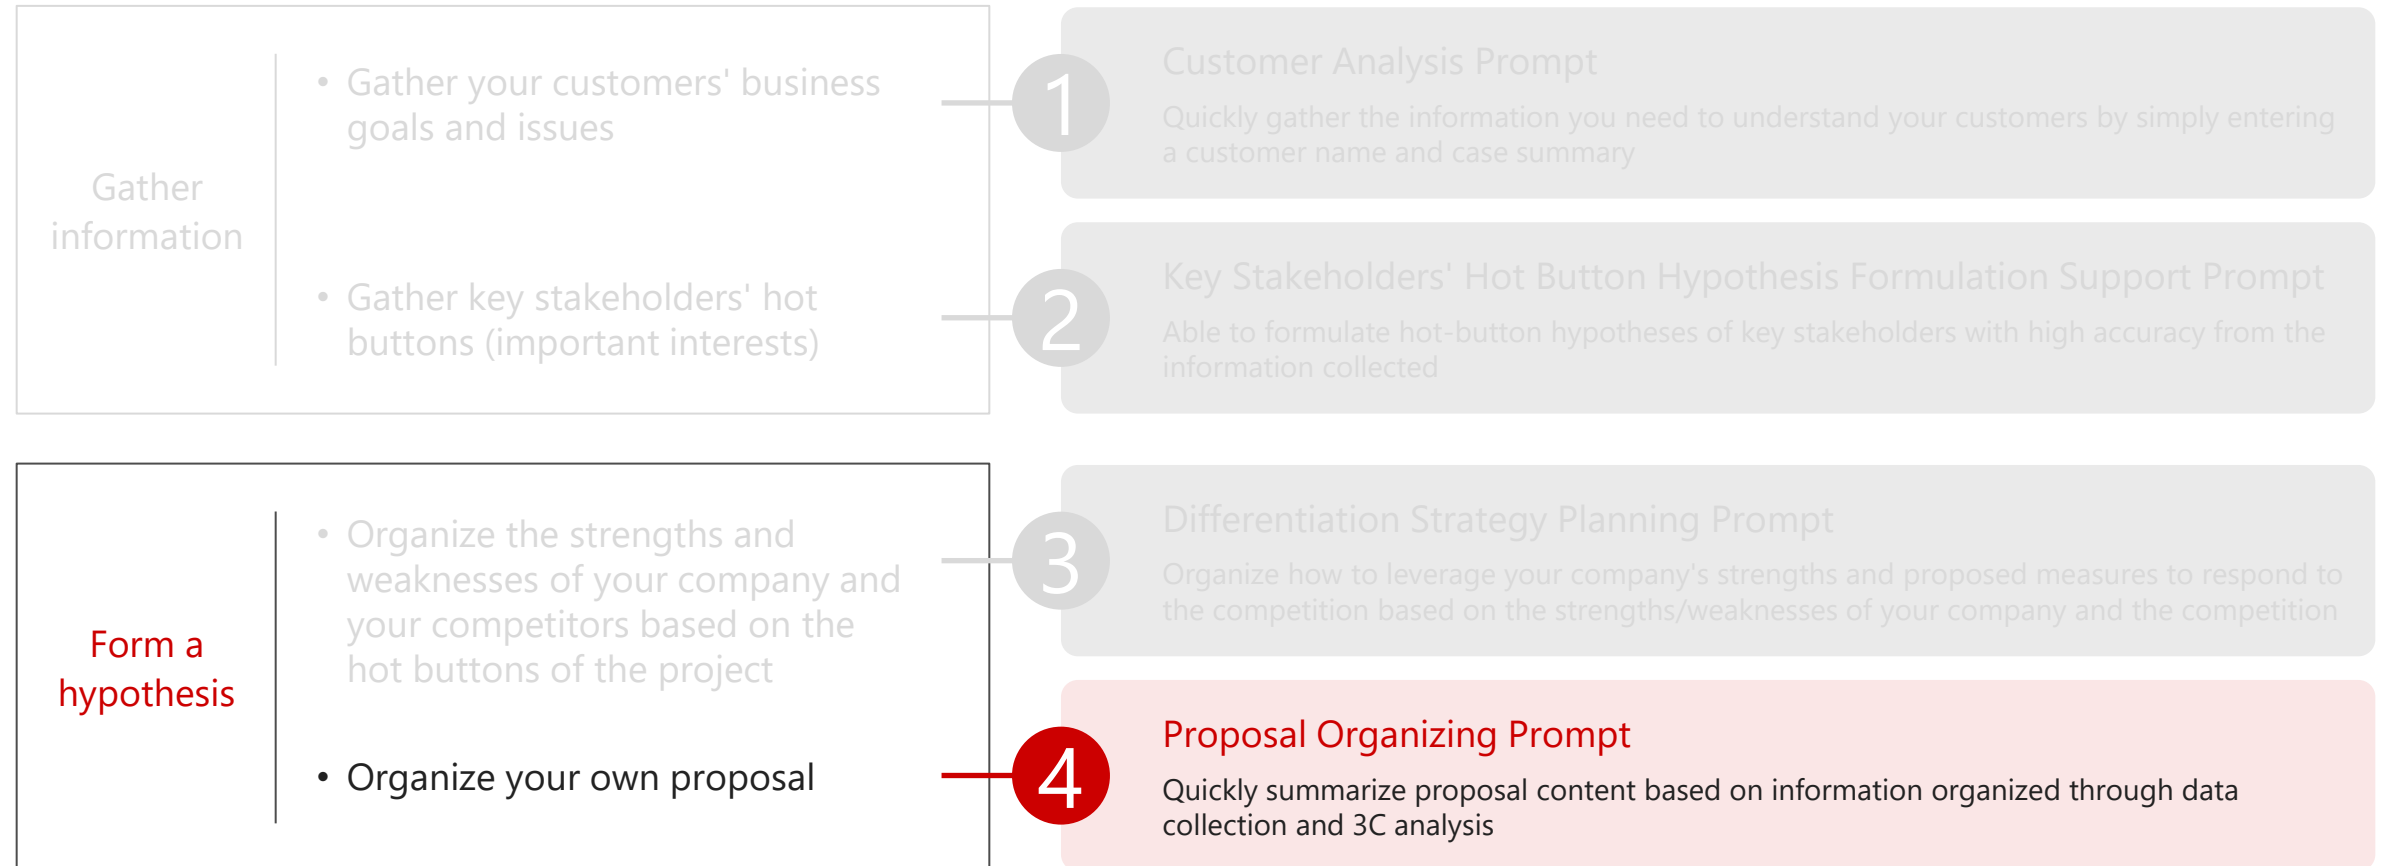 Gather
information
• Gather your customers' business
goals and issues
1
Customer Analysis Prompt
Quickly gather the information you need to understand your customers by simply entering
a customer name and case summary
• Gather key stakeholders' hot
buttons (important interests)
2
Key Stakeholders' Hot Button Hypothesis Formulation Support Prompt
Able to formulate hot-button hypotheses of key stakeholders with high accuracy from the
information collected
Form a
hypothesis
• Organize the strengths and
weaknesses of your company and
your competitors based on the
hot buttons of the project
3
Differentiation Strategy Planning Prompt
Organize how to leverage your company's strengths and proposed measures to respond to
the competition based on the strengths/weaknesses of your company and the competition
• Organize your own proposal
4
Proposal Organizing Prompt
Quickly summarize proposal content based on information organized through data
collection and 3C analysis